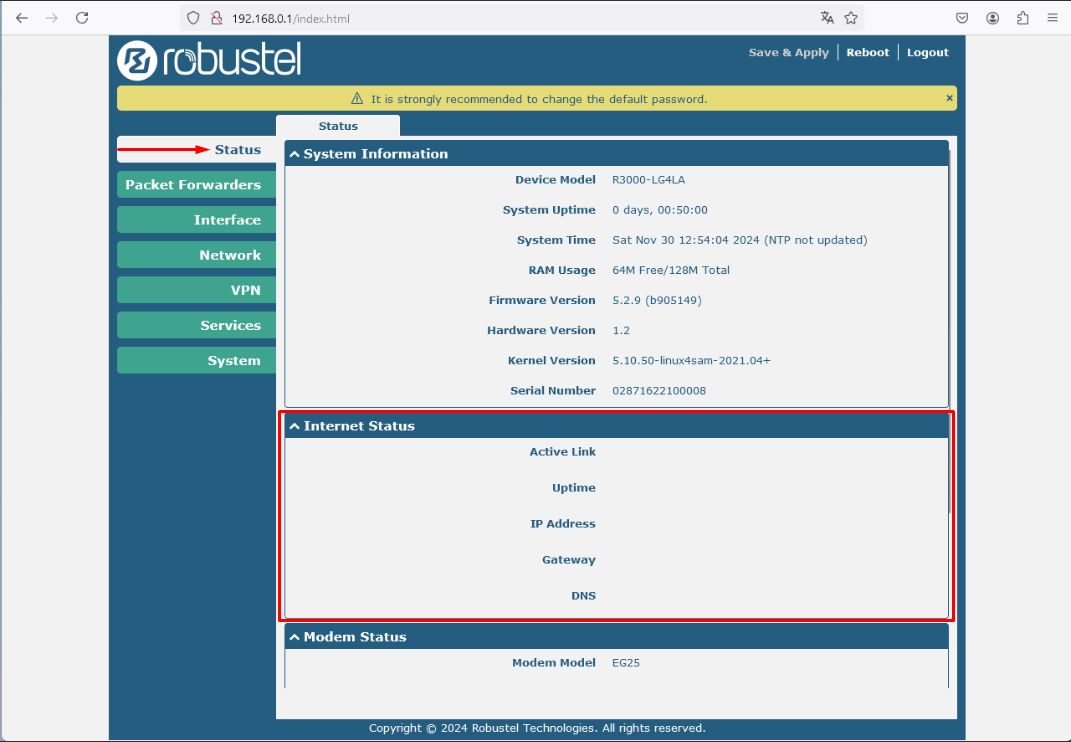 192.168.0.1/index.html
robustel
Save & Apply Reboot Logout
It is strongly recommended to change the default password. ×
Status
Status
Packet Forwarders
Interface
Network
VPN
Services
System
System Information
Device Model R3000-LG4LA
System Uptime 0 days, 00:50:00
System Time Sat Nov 30 12:54:04 2024 (NTP not updated)
RAM Usage 64M Free/128M Total
Firmware Version 5.2.9 (b905149)
Hardware Version 1.2
Kernel Version 5.10.50-linux4sam-2021.04+
Serial Number 02871622100008
Internet Status
Active Link
Uptime
IP Address
Gateway
DNS
Modem Status
Modem Model EG25
Copyright © 2024 Robustel Technologies. All rights reserved.